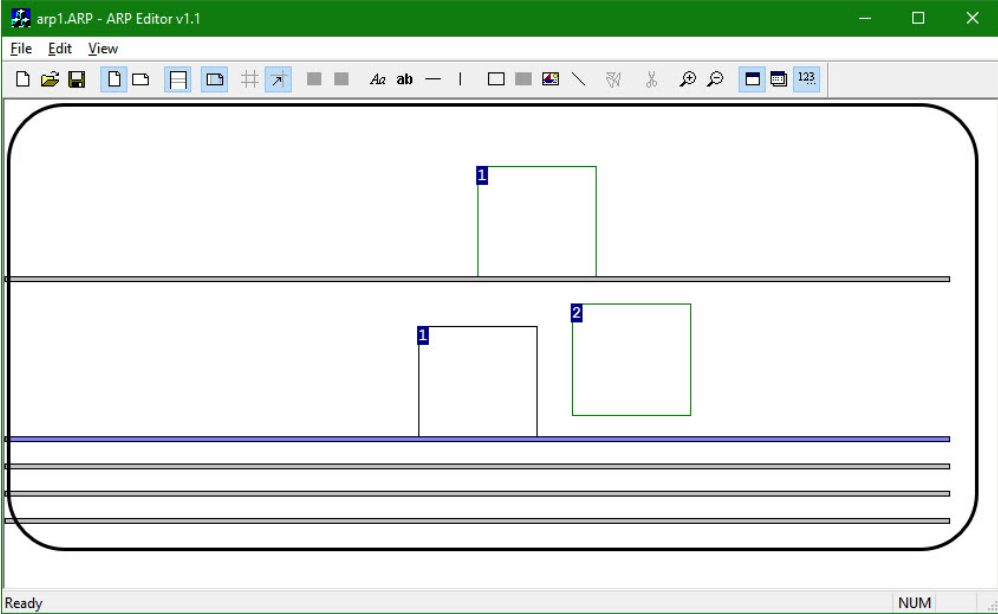 arp1.ARP - ARP Editor v1.1
File Edit View
Aa ab 123
1
2
1
Ready NUM